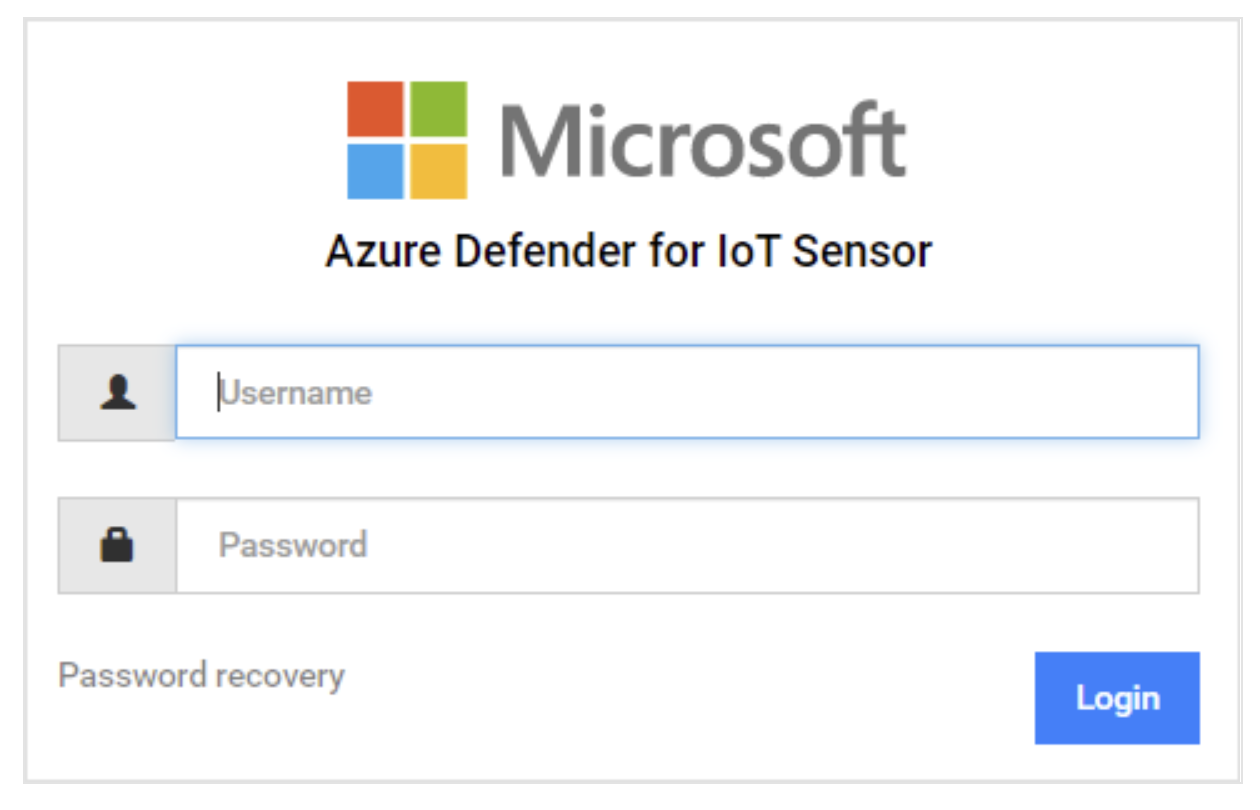 Microsoft
Azure Defender for IoT Sensor
Username
Password
Password recovery
Login